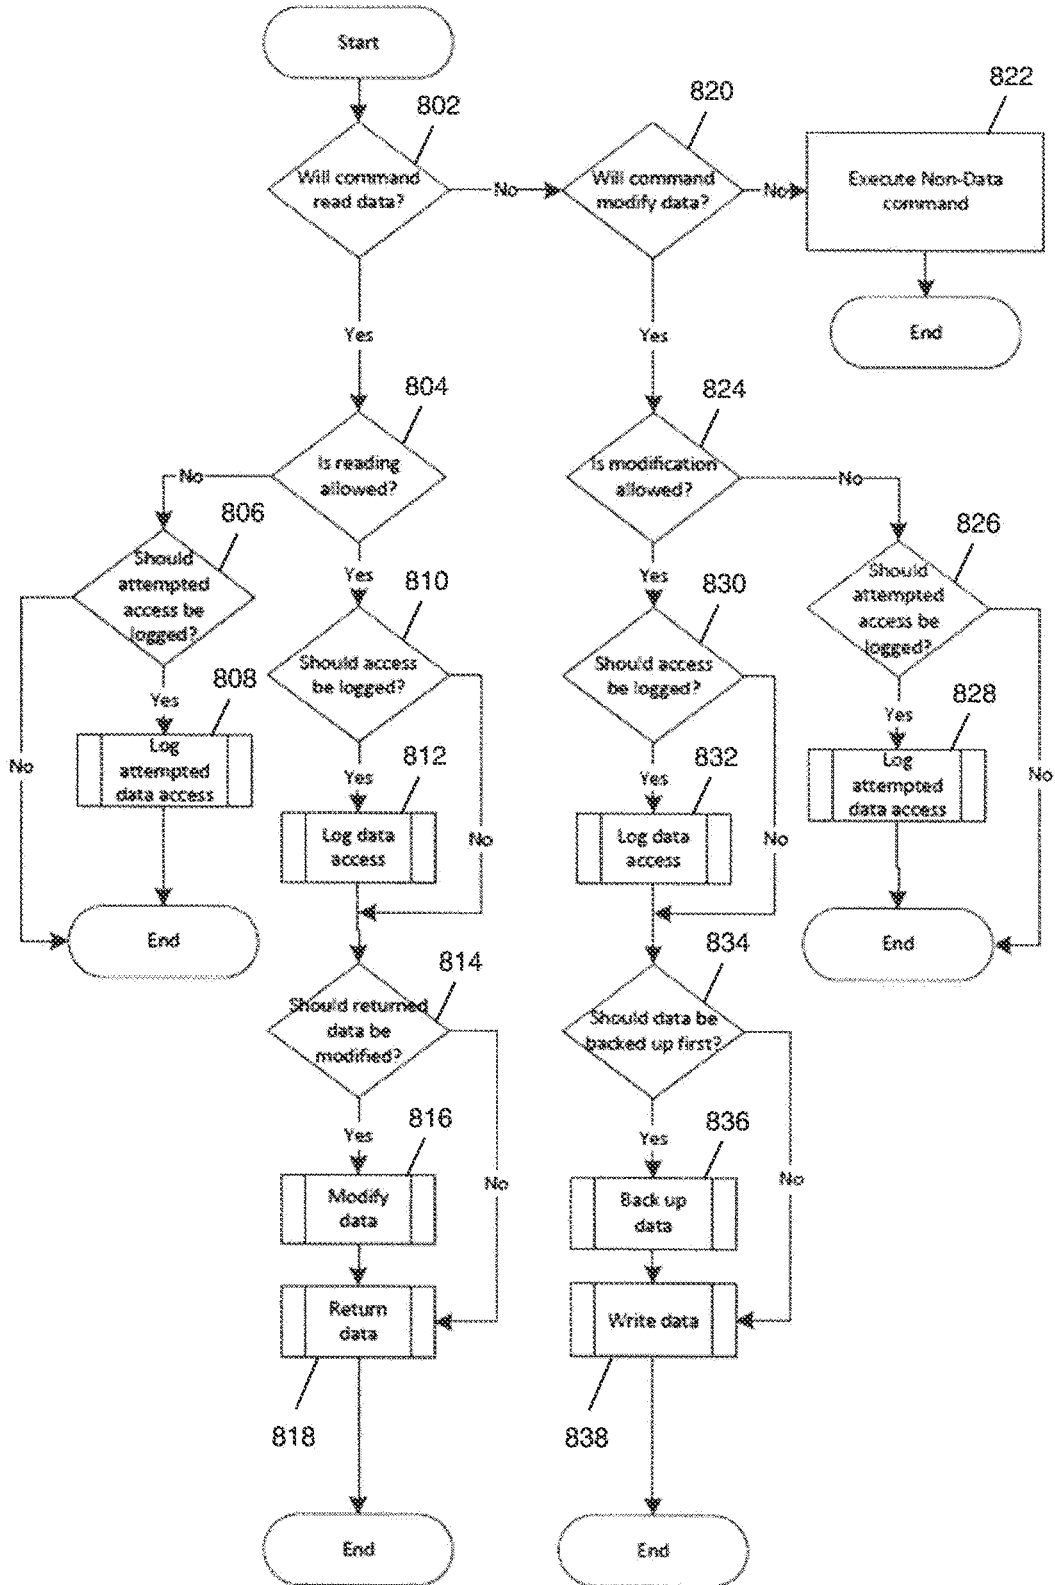 Start
802
820
822
Will command
read data?
No
Will command
modify data?
No
Execute Non-Data
command
End
Yes
Yes
804
824
Is reading
allowed?
No
Is modification
allowed?
No
806
826
Should
attempted
access be
logged?
Yes
810
Yes
830
Should
attempted
access be
logged?
Should access
be logged?
Should access
be logged?
808
Yes
Yes
828
No
Log
attempted
data access
Yes
812
Yes
832
Log
attempted
data access
No
Log data
access
No
Log data
access
No
End
End
814
834
Should returned
data be
modified?
Should data be
backed up first?
Yes
816
Yes
836
No
No
Modify
data
Back up
data
Return
data
Write data
818
838
End
End